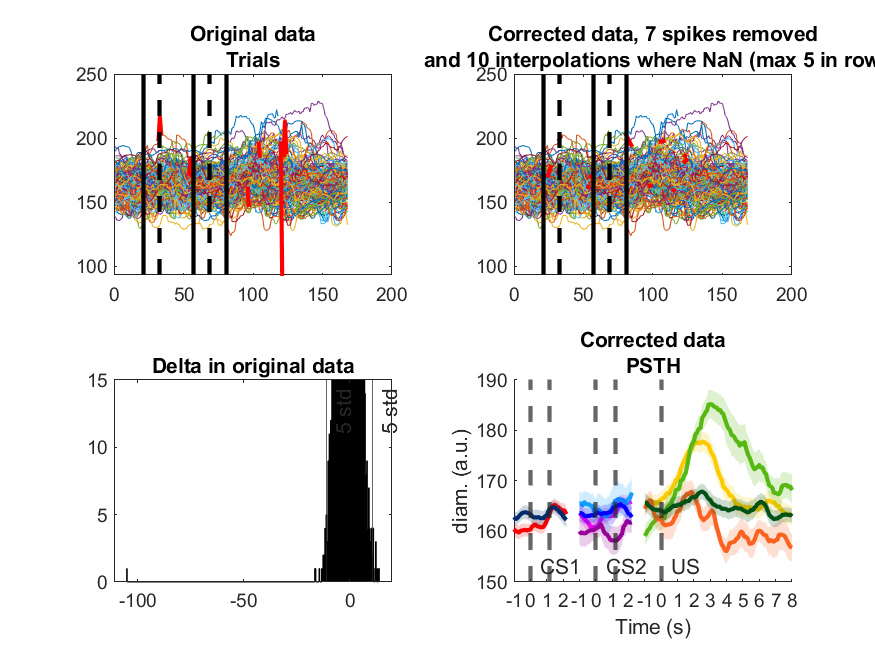 Original data
Trials
250
200
150
100
0
50
100
150
200
Corrected data, 7 spikes removed
and 10 interpolations where NaN (max 5 in row
250
200
150
100
0
50
100
150
200
Delta in original data
15
10
5
0
-100
-50
0
5 std
5 std
Corrected data
PSTH
190
180
170
160
150
diam. (a.u.)
CS1
CS2
US
-1 0 1 2 -1 0 1 2 -1 0 1 2 3 4 5 6 7 8
Time (s)